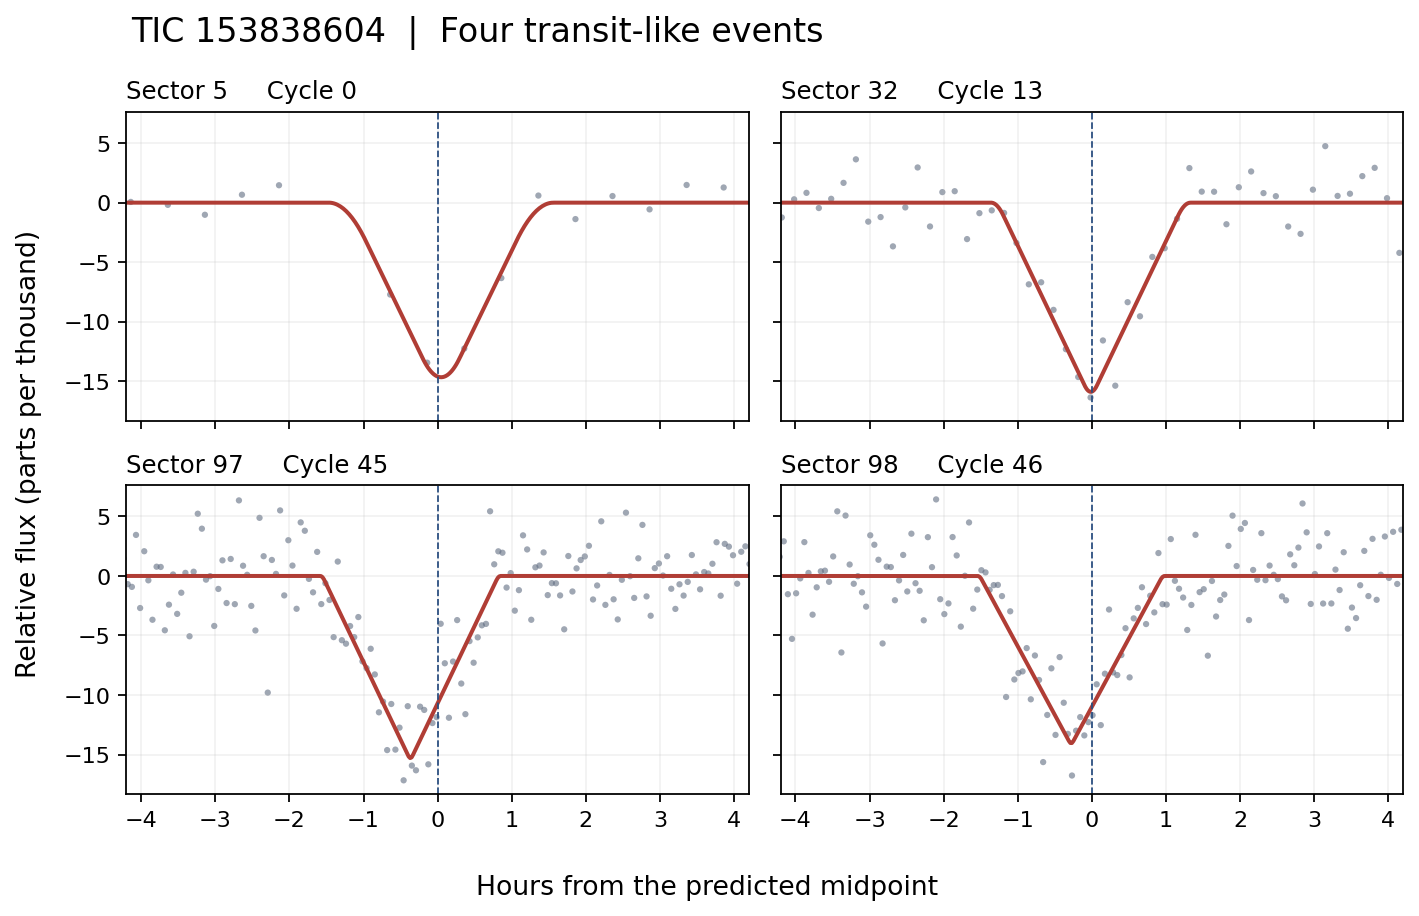 TIC 153838604 | Four transit-like events
Sector 5 Cycle 0
Sector 32 Cycle 13
5
0
−5
−10
−15
Sector 97 Cycle 45
Sector 98 Cycle 46
5
0
−5
−10
−15
−4 −3 −2 −1 0 1 2 3 4
−4 −3 −2 −1 0 1 2 3 4
Relative flux (parts per thousand)
Hours from the predicted midpoint